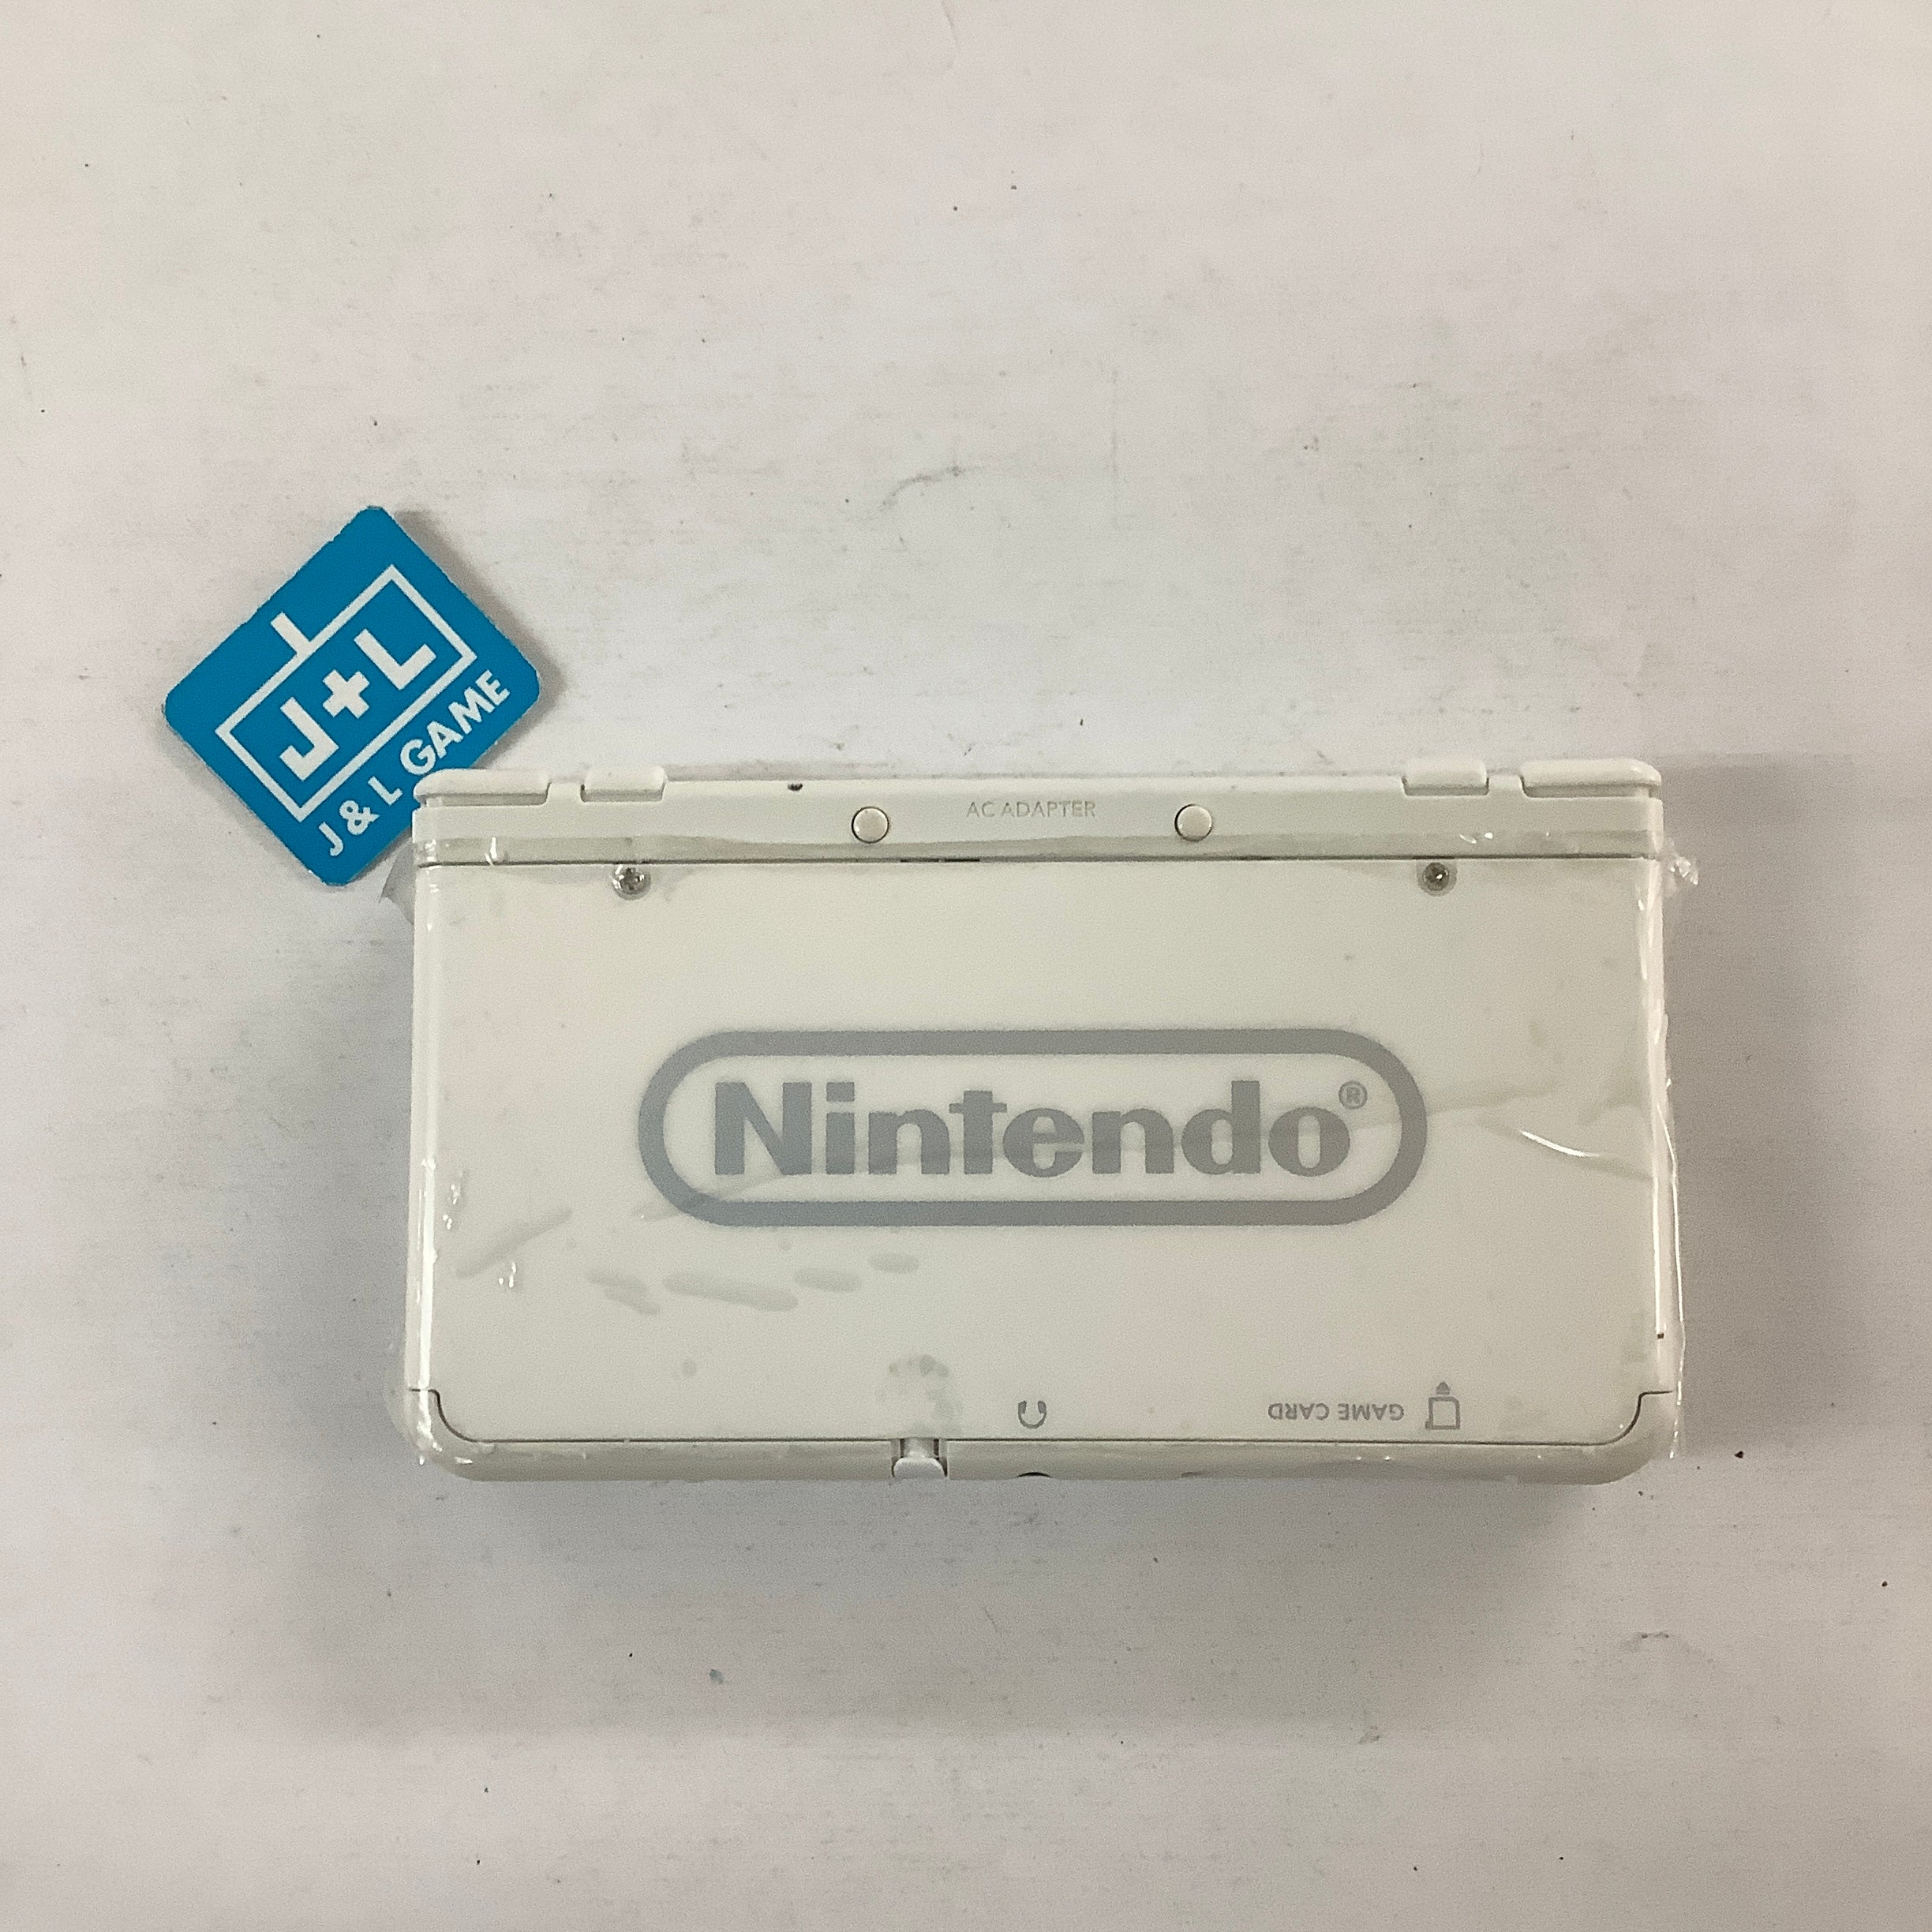 J+L
J & L GAME
AC ADAPTER
Nintendo®
GAME CARD